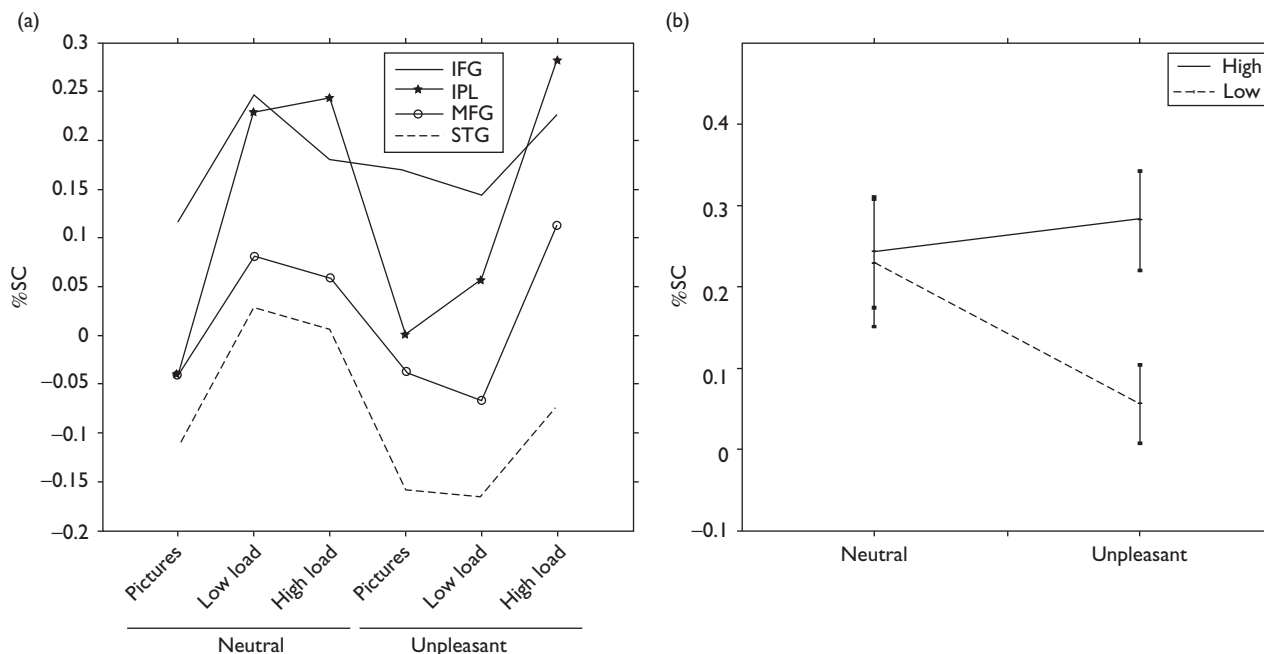 (a)
%SC
0.3
0.25
0.2
0.15
0.1
0.05
0
−0.05
−0.1
−0.15
−0.2
IFG
IPL
MFG
STG
Pictures
Low load
High load
Pictures
Low load
High load
Neutral
Unpleasant
(b)
%SC
0.4
0.3
0.2
0.1
0
−0.1
High
Low
Neutral
Unpleasant